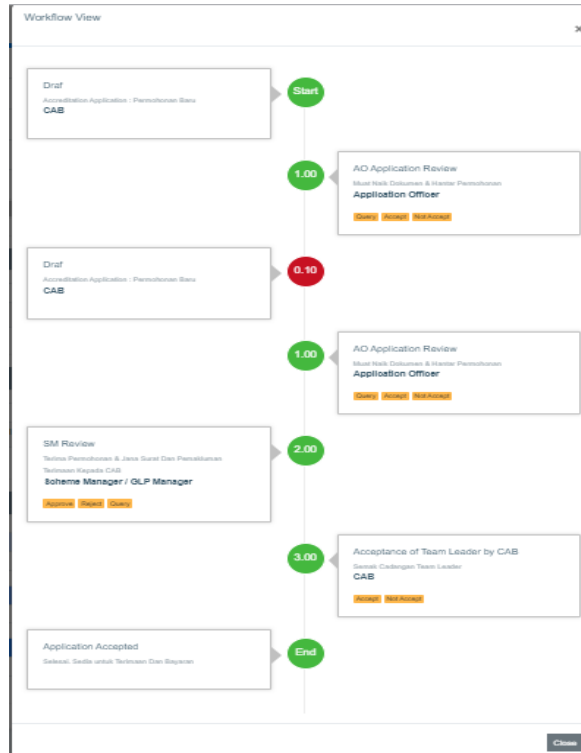 Workflow View
×
Draf
Accreditation Application : Permohonan Baru
CAB
Start
1.00
AO Application Review
Muat Naik Dokumen & Hantar Permohonan
Application Officer
Query Accept Not Accept
Draf
Accreditation Application : Permohonan Baru
CAB
0.10
1.00
AO Application Review
Muat Naik Dokumen & Hantar Permohonan
Application Officer
Query Accept Not Accept
SM Review
Terima Permohonan & Jana Surat Dan Pemakluman
Terimaan Kepada CAB
Scheme Manager / GLP Manager
Approve Reject Query
2.00
3.00
Acceptance of Team Leader by CAB
Semak Cadangan Team Leader
CAB
Accept Not Accept
Application Accepted
Selesai. Sedia untuk Terimaan Dan Bayaran
End
Close